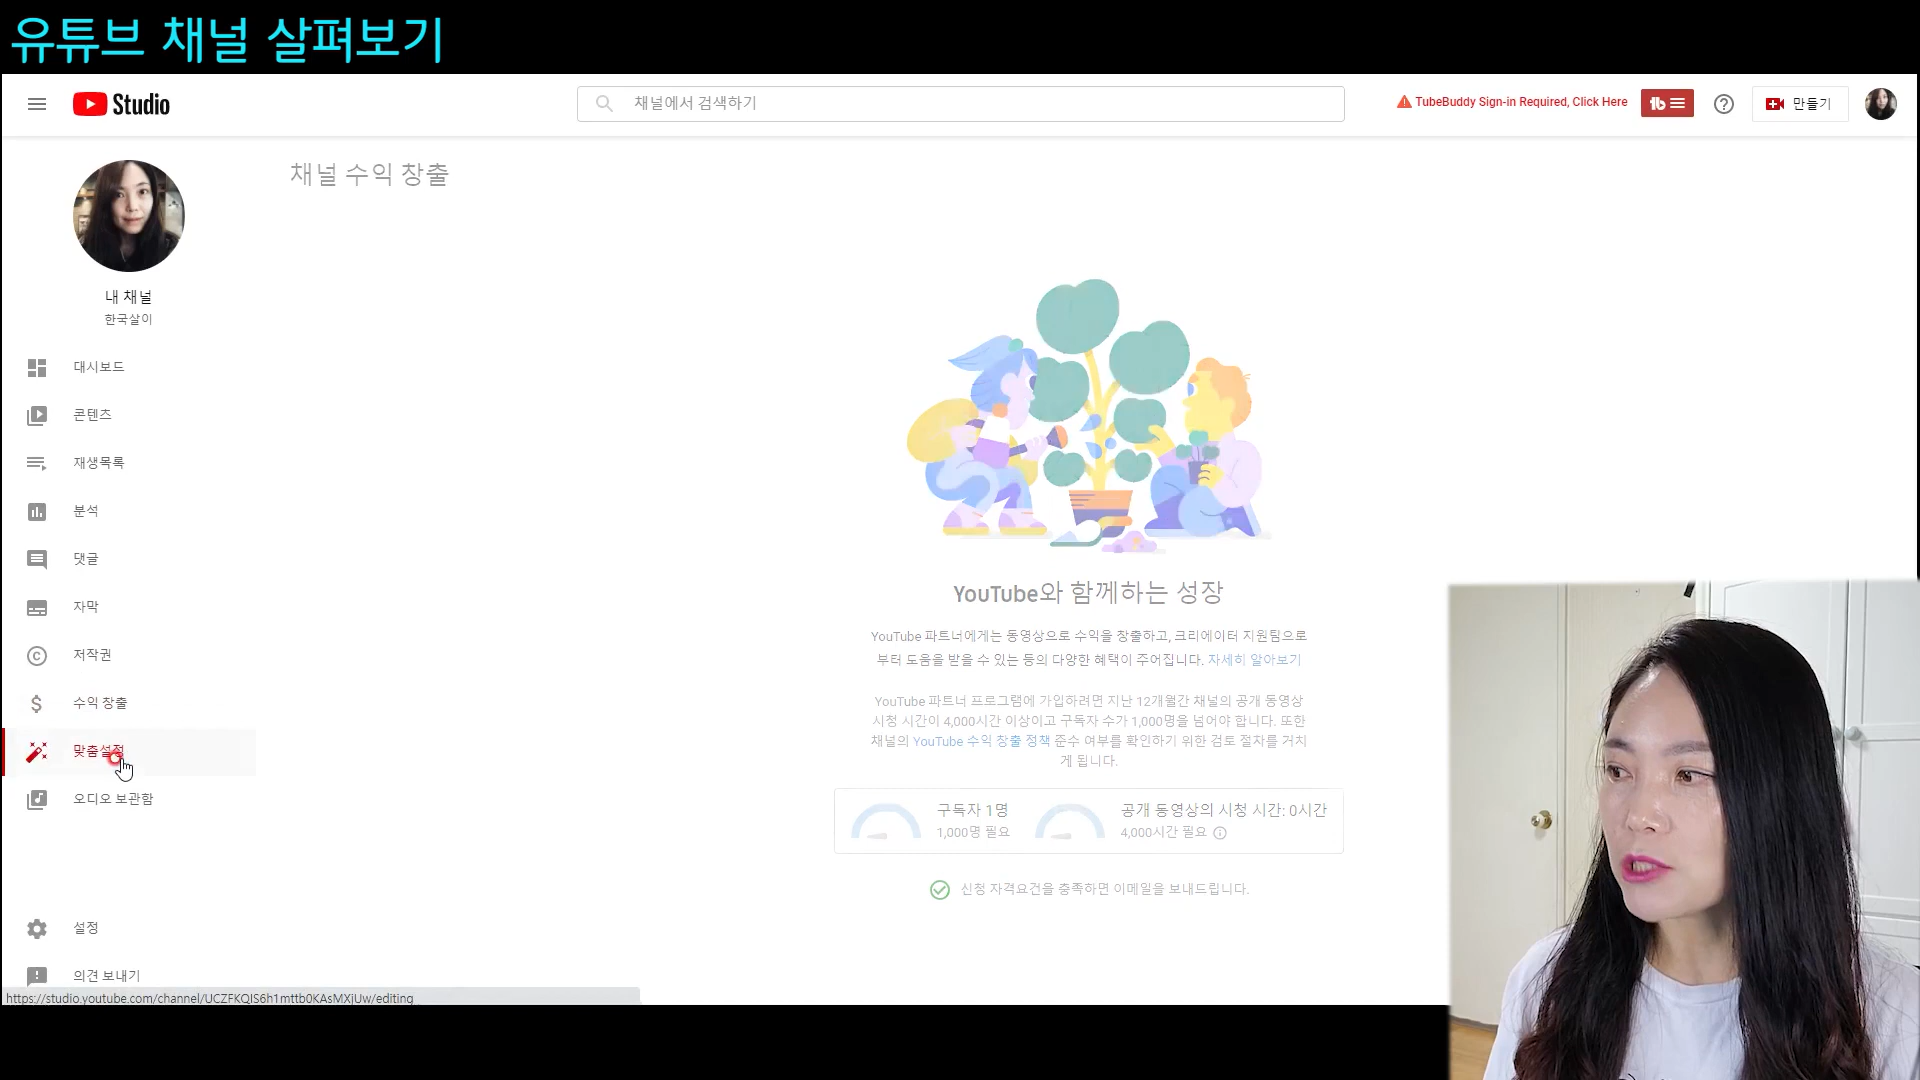 유튜브 채널 살펴보기
Studio
채널에서 검색하기
TubeBuddy Sign-in Required, Click Here
tb
만들기
채널 수익 창출
내 채널
한국살이
대시보드
콘텐츠
재생목록
분석
댓글
자막
저작권
수익 창출
맞춤설정
오디오 보관함
설정
의견 보내기
YouTube와 함께하는 성장
YouTube 파트너에게는 동영상으로 수익을 창출하고, 크리에이터 지원팀으로
부터 도움을 받을 수 있는 등의 다양한 혜택이 주어집니다. 자세히 알아보기
YouTube 파트너 프로그램에 가입하려면 지난 12개월간 채널의 공개 동영상
시청 시간이 4,000시간 이상이고 구독자 수가 1,000명을 넘어야 합니다. 또한
채널의 YouTube 수익 창출 정책 준수 여부를 확인하기 위한 검토 절차를 거치
게 됩니다.
구독자 1명
1,000명 필요
공개 동영상의 시청 시간: 0시간
4,000시간 필요
신청 자격요건을 충족하면 이메일을 보내드립니다.
https://studio.youtube.com/channel/UCZFKQIS6h1mttb0KAsMXjUw/editing